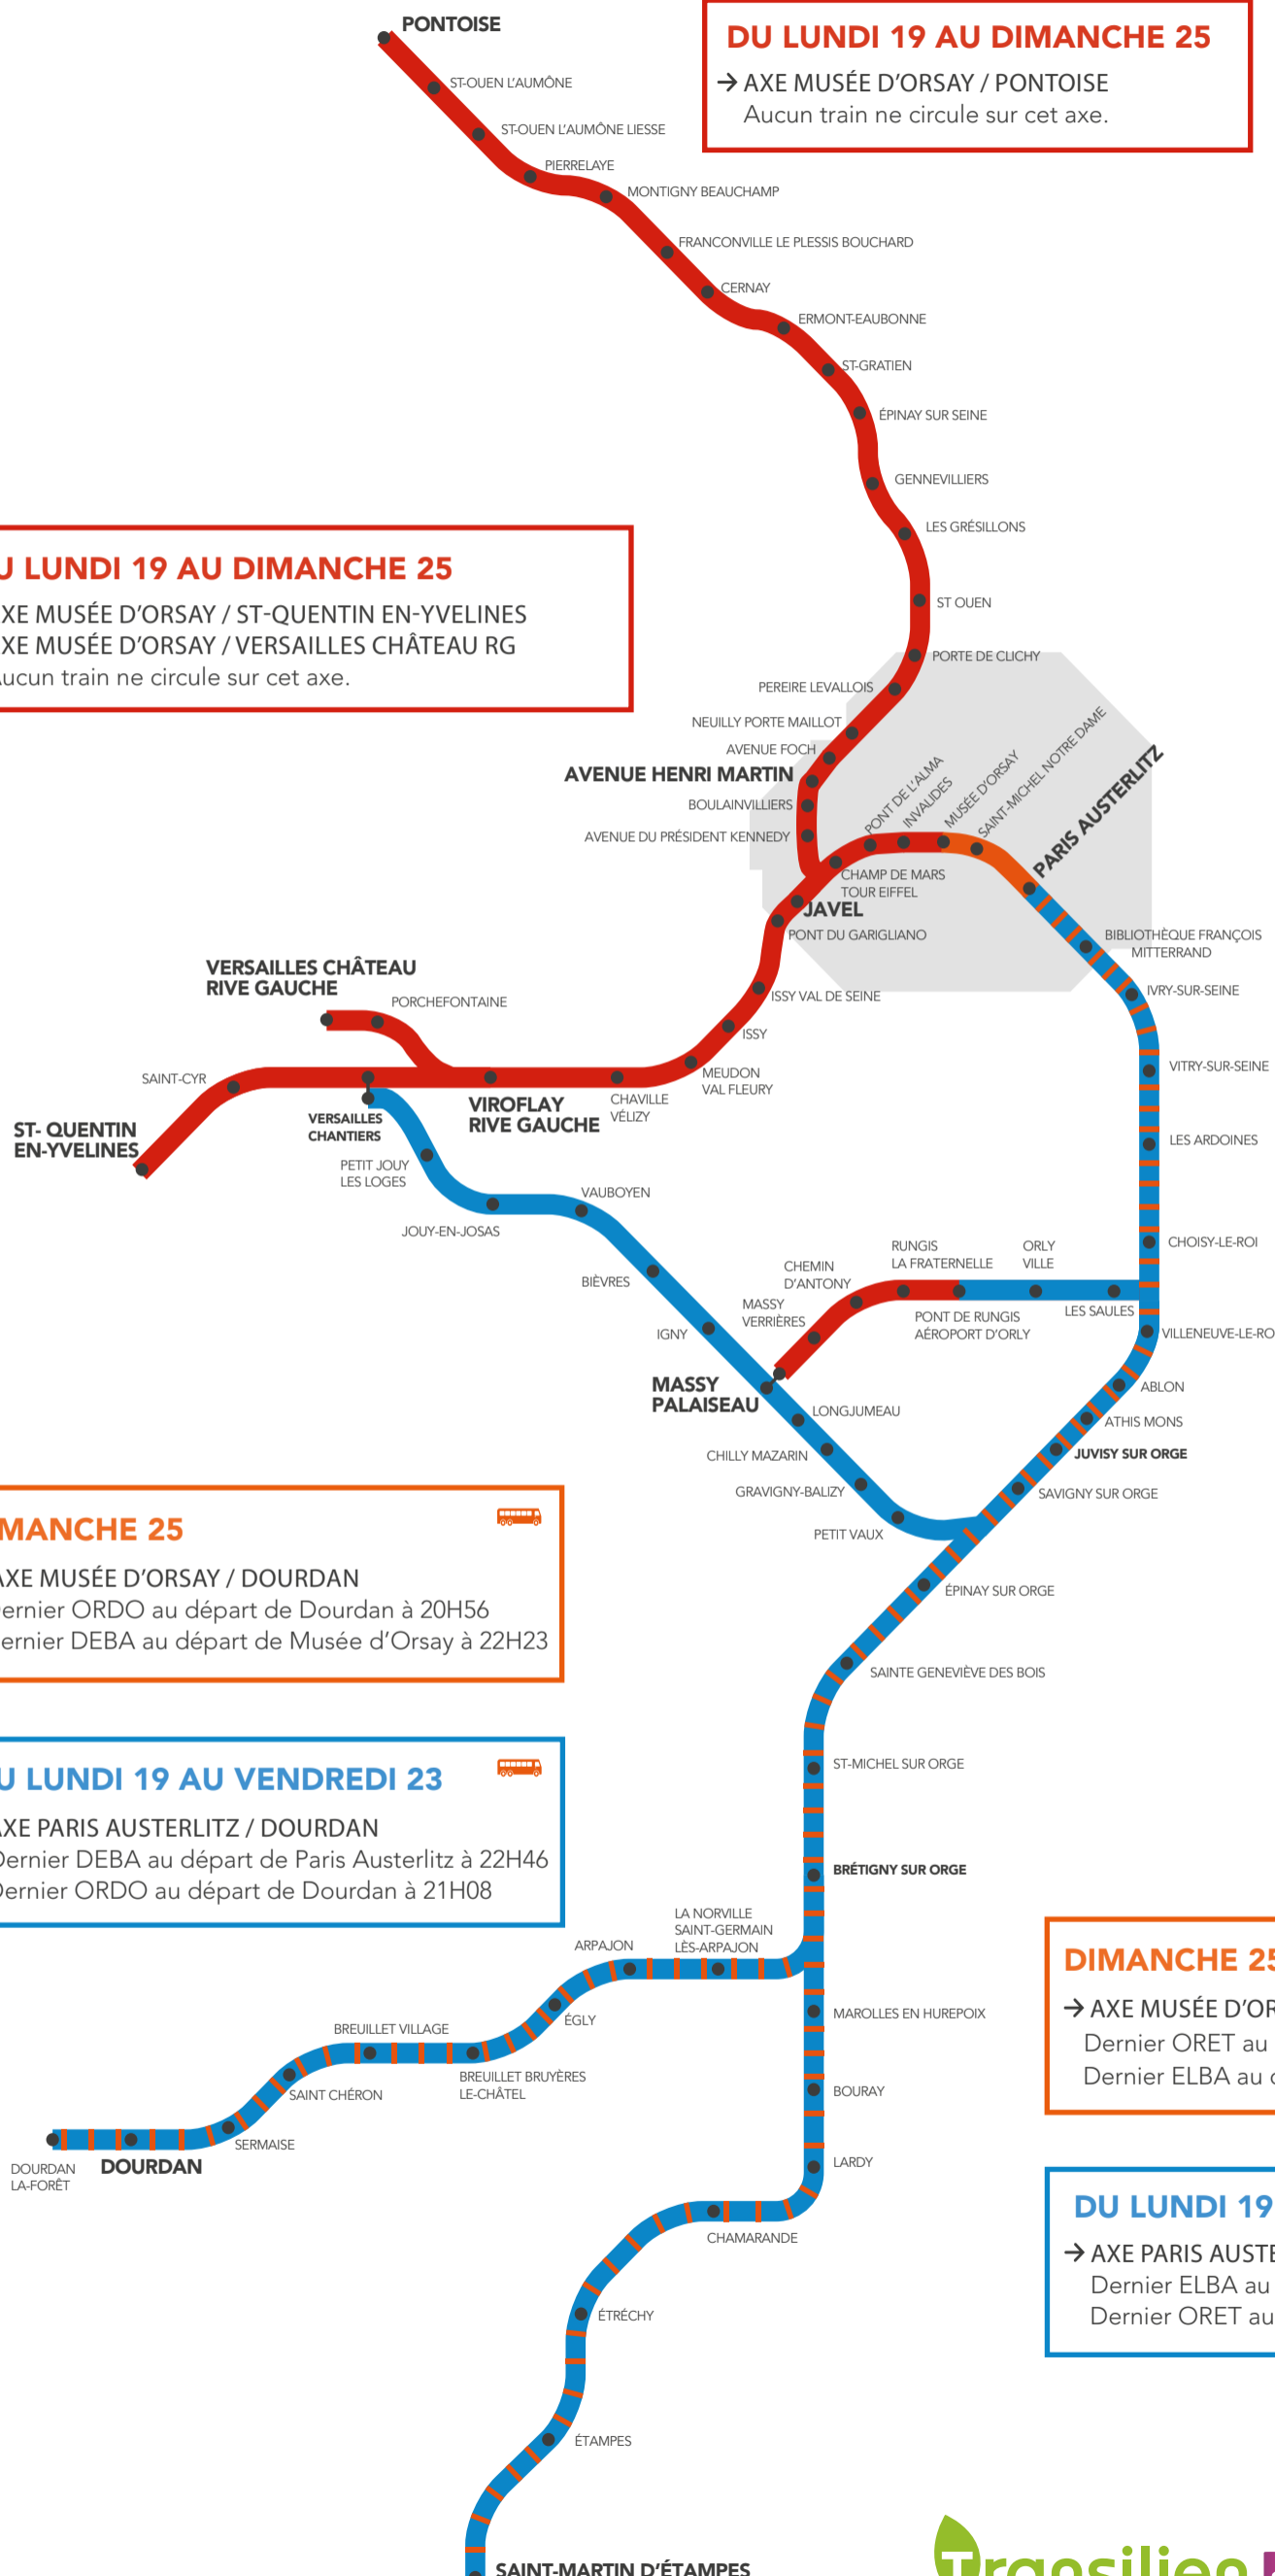 PONTOISE
DU LUNDI 19 AU DIMANCHE 25
→ AXE MUSÉE D'ORSAY / PONTOISE
Aucun train ne circule sur cet axe.
ST-OUEN L'AUMÔNE
ST-OUEN L'AUMÔNE LIESSE
PIERRELAYE
MONTIGNY BEAUCHAMP
FRANCONVILLE LE PLESSIS BOUCHARD
CERNAY
ERMONT-EAUBONNE
ST-GRATIEN
ÉPINAY SUR SEINE
GENNEVILLIERS
LES GRÉSILLONS
U LUNDI 19 AU DIMANCHE 25
XE MUSÉE D'ORSAY / ST-QUENTIN EN-YVELINES
XE MUSÉE D'ORSAY / VERSAILLES CHÂTEAU RG
ucun train ne circule sur cet axe.
ST OUEN
PORTE DE CLICHY
PEREIRE LEVALLOIS
NEUILLY PORTE MAILLOT
AVENUE FOCH
AVENUE HENRI MARTIN
BOULAINVILLIERS
AVENUE DU PRÉSIDENT KENNEDY
PONT DE L'ALMA
INVALIDES
MUSÉE D'ORSAY
SAINT-MICHEL NOTRE DAME
PARIS AUSTERLITZ
CHAMP DE MARS
TOUR EIFFEL
JAVEL
PONT DU GARIGLIANO
BIBLIOTHÈQUE FRANÇOIS
MITTERRAND
IVRY-SUR-SEINE
VERSAILLES CHÂTEAU
RIVE GAUCHE
PORCHEFONTAINE
ISSY VAL DE SEINE
ISSY
MEUDON
VAL FLEURY
VITRY-SUR-SEINE
SAINT-CYR
ST- QUENTIN
EN-YVELINES
VERSAILLES
CHANTIERS
VIROFLAY
RIVE GAUCHE
CHAVILLE
VÉLIZY
LES ARDOINES
PETIT JOUY
LES LOGES
JOUY-EN-JOSAS
VAUBOYEN
BIÈVRES
IGNY
CHOISY-LE-ROI
RUNGIS
LA FRATERNELLE
ORLY
VILLE
CHEMIN
D'ANTONY
MASSY
VERRIÈRES
PONT DE RUNGIS
AÉROPORT D'ORLY
LES SAULES
VILLENEUVE-LE-RO
MASSY
PALAISEAU
ABLON
LONGJUMEAU
ATHIS MONS
CHILLY MAZARIN
JUVISY SUR ORGE
GRAVIGNY-BALIZY
SAVIGNY SUR ORGE
PETIT VAUX
MANCHE 25
AXE MUSÉE D'ORSAY / DOURDAN
ernier ORDO au départ de Dourdan à 20H56
ernier DEBA au départ de Musée d'Orsay à 22H23
ÉPINAY SUR ORGE
SAINTE GENEVIÈVE DES BOIS
U LUNDI 19 AU VENDREDI 23
AXE PARIS AUSTERLITZ / DOURDAN
Dernier DEBA au départ de Paris Austerlitz à 22H46
Dernier ORDO au départ de Dourdan à 21H08
ST-MICHEL SUR ORGE
BRÉTIGNY SUR ORGE
LA NORVILLE
SAINT-GERMAIN
LÈS-ARPAJON
ARPAJON
ÉGLY
BREUILLET VILLAGE
BREUILLET BRUYÈRES
LE-CHÂTEL
SAINT CHÉRON
SERMAISE
DOURDAN
LA-FORÊT
DOURDAN
MAROLLES EN HUREPOIX
BOURAY
LARDY
DIMANCHE 25
→ AXE MUSÉE D'OR
Dernier ORET au
Dernier ELBA au
DU LUNDI 19
→ AXE PARIS AUSTE
Dernier ELBA au
Dernier ORET au
CHAMARANDE
ÉTRÉCHY
ÉTAMPES
SAINT-MARTIN D'ÉTAMPES
Transilien